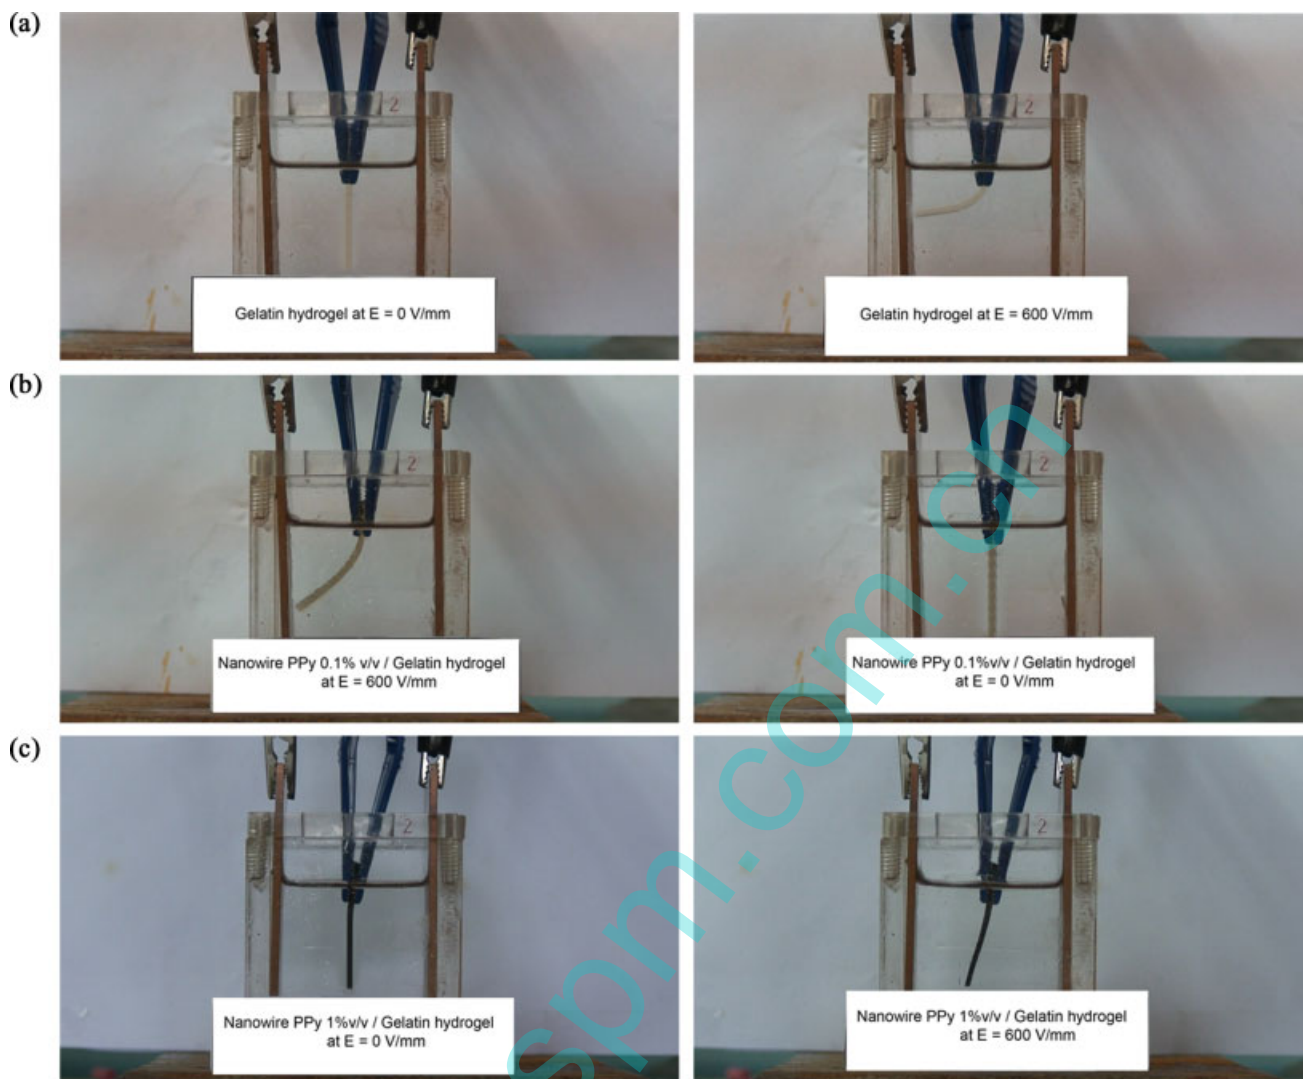 (a)
2
2
Gelatin hydrogel at E = 0 V/mm
Gelatin hydrogel at E = 600 V/mm
(b)
2
2
Nanowire PPy 0.1% v/v / Gelatin hydrogel
at E = 600 V/mm
Nanowire PPy 0.1%v/v / Gelatin hydrogel
at E = 0 V/mm
(c)
2
2
Nanowire PPy 1%v/v / Gelatin hydrogel
at E = 0 V/mm
Nanowire PPy 1%v/v / Gelatin hydrogel
at E = 600 V/mm
spm.com.cn